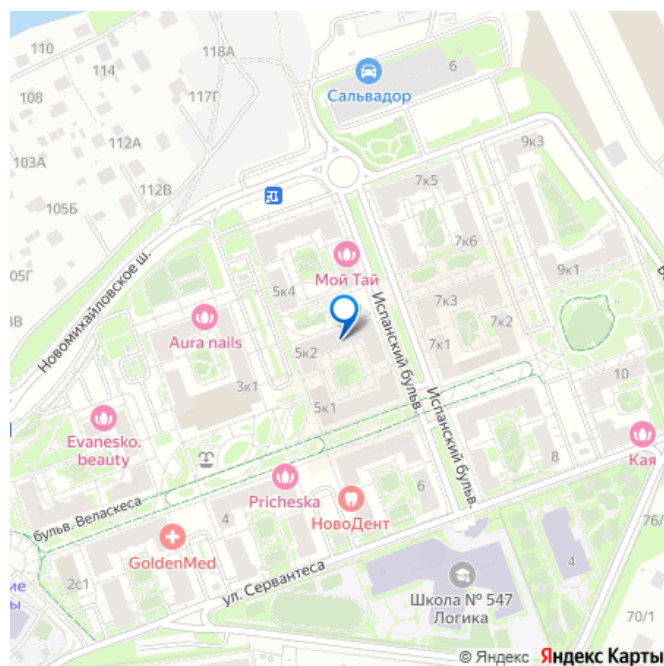 110
118А
114
6
Сальвадор
108
117Г
9к3
112А
103А
7к5
112В
105Б
7к6
Мой Тай
9к1
105Г
5к4
7к3
Новомихайловское ш.
Испанский бульв.
7к2
Aura nails
5к2
7к1
3к1
10
5к1
Испанский бульв.
Evanesko.
beauty
Кая
8
бульв. Веласкеса
Pricheska
6
4
НовоДент
76/
GoldenMed
4
2с1
ул. Сервантеса
Школа № 547
Логика
70/1
© Яндекс Яндекс Карты